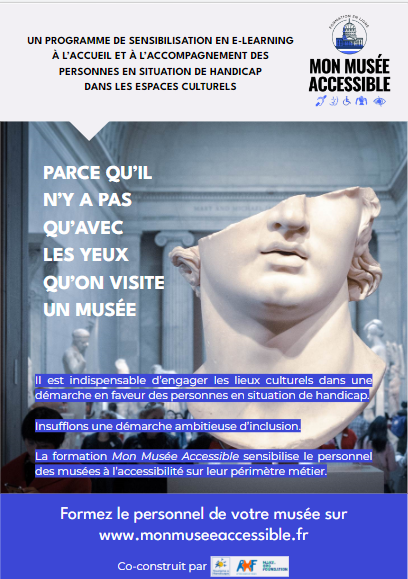 FORMATION EN LIGNE
UN PROGRAMME DE SENSIBILISATION EN E-LEARNING
À L'ACCUEIL ET À L'ACCOMPAGNEMENT DES
PERSONNES EN SITUATION DE HANDICAP
DANS LES ESPACES CULTURELS
MON MUSÉE
ACCESSIBLE
PARCE QU'IL
N'Y A PAS
QU'AVEC
LES YEUX
QU'ON VISITE
UN MUSÉE
Il est indispensable d'engager les lieux culturels dans une
démarche en faveur des personnes en situation de handicap.
Insufflons une démarche ambitieuse d'inclusion.
La formation Mon Musée Accessible sensibilise le personnel
des musées à l'accessibilité sur leur périmètre métier.
Formez le personnel de votre musée sur
www.monmuseeaccessible.fr
Co-construit par